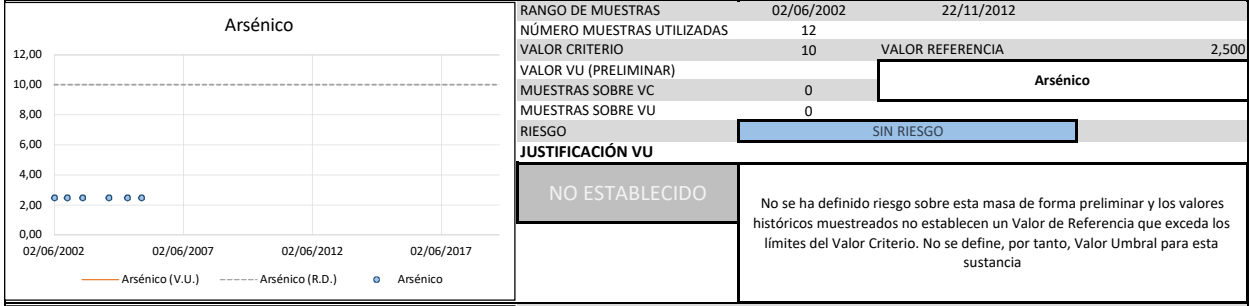 Arsénico
12,00
10,00
8,00
6,00
4,00
2,00
0,00
02/06/2002 02/06/2007 02/06/2012 02/06/2017
Arsénico (V.U.) Arsénico (R.D.) Arsénico
RANGO DE MUESTRAS 02/06/2002 22/11/2012
NÚMERO MUESTRAS UTILIZADAS 12
VALOR CRITERIO 10 VALOR REFERENCIA 2,500
VALOR VU (PRELIMINAR)
Arsénico
MUESTRAS SOBRE VC 0
MUESTRAS SOBRE VU 0
RIESGO SIN RIESGO
JUSTIFICACIÓN VU
NO ESTABLECIDO
No se ha definido riesgo sobre esta masa de forma preliminar y los valores
históricos muestreados no establecen un Valor de Referencia que exceda los
límites del Valor Criterio. No se define, por tanto, Valor Umbral para esta
sustancia